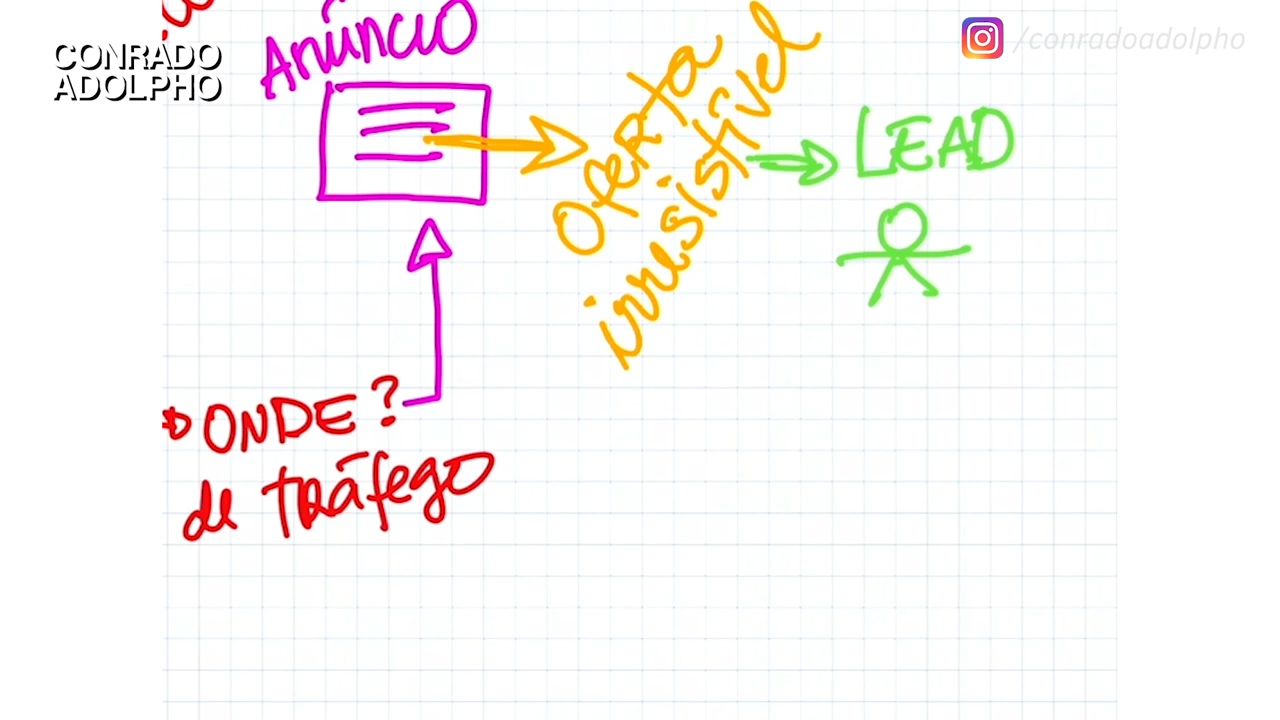 CONRADO
ADOLPHO
/conradoadolpho
Anúncio
Oferta
irresistível
LEAD
ONDE?
de tráfego